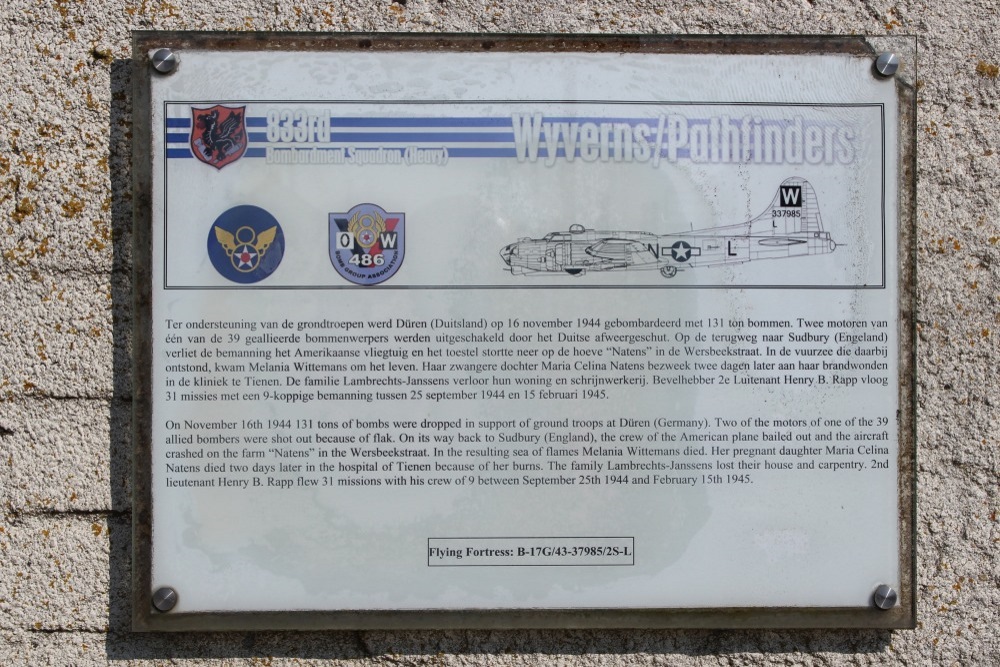 833rd
Bombardment Squadron (Heavy)
Wyverns/Pathfinders
O W
486
BOMB GROUP ASSOCIATION
W
337985
L
N L
Ter ondersteuning van de grondtroepen werd Düren (Duitsland) op 16 november 1944 gebombardeerd met 131 ton bommen. Twee motoren van
één van de 39 geallieerde bommenwerpers werden uitgeschakeld door het Duitse afweergeschut. Op de terugweg naar Sudbury (Engeland)
verliet de bemanning het Amerikaanse vliegtuig en het toestel stortte neer op de hoeve “Natens” in de Wersbeekstraat. In de vuurzee die daarbij
ontstond, kwam Melania Wittemans om het leven. Haar zwangere dochter Maria Celina Natens bezweek twee dagen later aan haar brandwonden
in de kliniek te Tienen. De familie Lambrechts-Janssens verloor hun woning en schrijnwerkerij. Bevelhebber 2e Luitenant Henry B. Rapp vloog
31 missies met een 9-koppige bemanning tussen 25 september 1944 en 15 februari 1945.
On November 16th 1944 131 tons of bombs were dropped in support of ground troops at Düren (Germany). Two of the motors of one of the 39
allied bombers were shot out because of flak. On its way back to Sudbury (England), the crew of the American plane bailed out and the aircraft
crashed on the farm “Natens” in the Wersbeekstraat. In the resulting sea of flames Melania Wittemans died. Her pregnant daughter Maria Celina
Natens died two days later in the hospital of Tienen because of her burns. The family Lambrechts-Janssens lost their house and carpentry. 2nd
lieutenant Henry B. Rapp flew 31 missions with his crew of 9 between September 25th 1944 and February 15th 1945.
Flying Fortress: B-17G/43-37985/2S-L